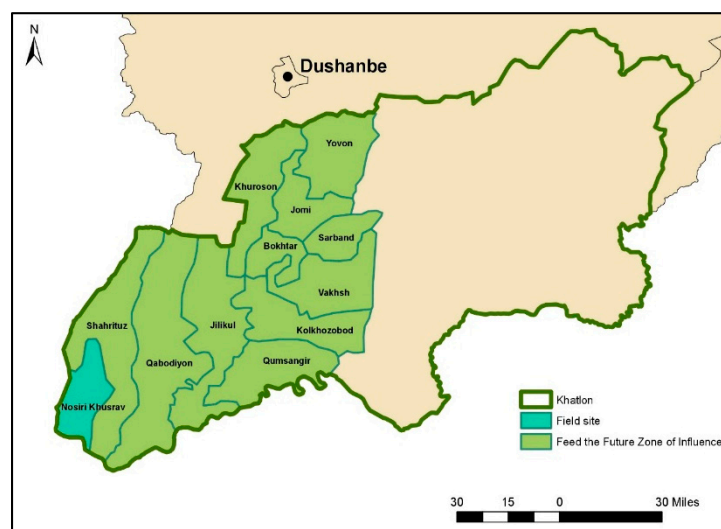 N
Dushanbe
Yovon
Khuroson
Jomi
Sarband
Bokhtar
Vakhsh
Shahrituz
Jilikul
Kolkhozobod
Qabodiyon
Qumsangir
Nosiri Khusrav
Khatlon
Field site
Feed the Future Zone of Influence
30 15 0 30 Miles